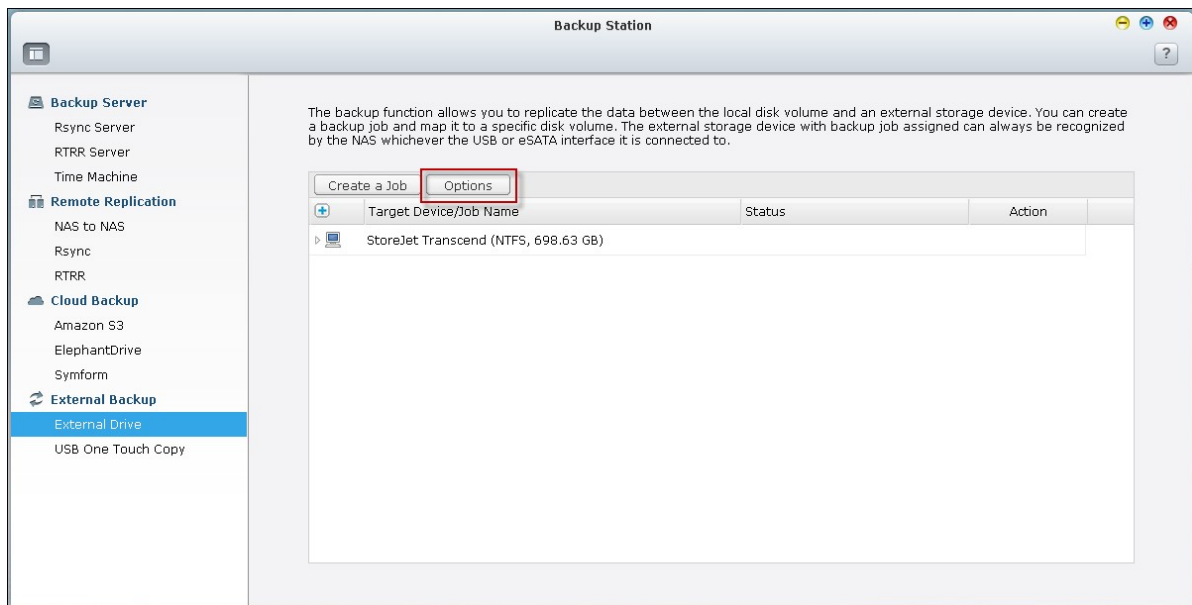 Backup Station
?
Backup Server
Rsync Server
RTRR Server
Time Machine
Remote Replication
NAS to NAS
Rsync
RTRR
Cloud Backup
Amazon S3
ElephantDrive
Symform
External Backup
External Drive
USB One Touch Copy
The backup function allows you to replicate the data between the local disk volume and an external storage device. You can create
a backup job and map it to a specific disk volume. The external storage device with backup job assigned can always be recognized
by the NAS whichever the USB or eSATA interface it is connected to.
Create a Job Options
Target Device/Job Name Status Action
StoreJet Transcend (NTFS, 698.63 GB)